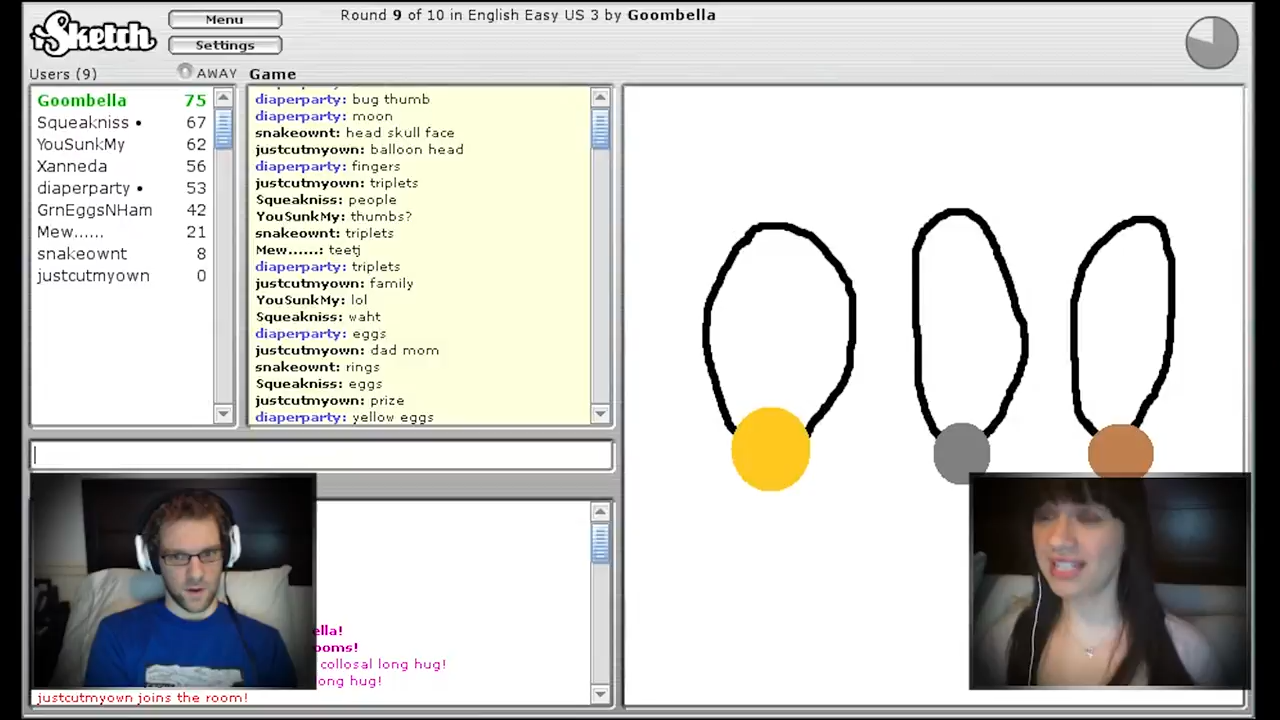 iSketch
Menu
Settings
Round 9 of 10 in English Easy US 3 by Goombella
Users (9)
AWAY
Game
Goombella 75
Squeakniss • 67
YouSunkMy 62
Xanneda 56
diaperparty • 53
GrnEggsNHam 42
Mew...... 21
snakeownt 8
justcutmyown 0
diaperparty: bug thumb
diaperparty: moon
snakeownt: head skull face
justcutmyown: balloon head
diaperparty: fingers
justcutmyown: triplets
Squeakniss: people
YouSunkMy: thumbs?
snakeownt: triplets
Mew......: teetj
diaperparty: triplets
justcutmyown: family
YouSunkMy: lol
Squeakniss: waht
diaperparty: eggs
justcutmyown: dad mom
snakeownt: rings
Squeakniss: eggs
justcutmyown: prize
diaperparty: yellow eggs
ella!
ooms!
collosal long hug!
ong hug!
justcutmyown joins the room!